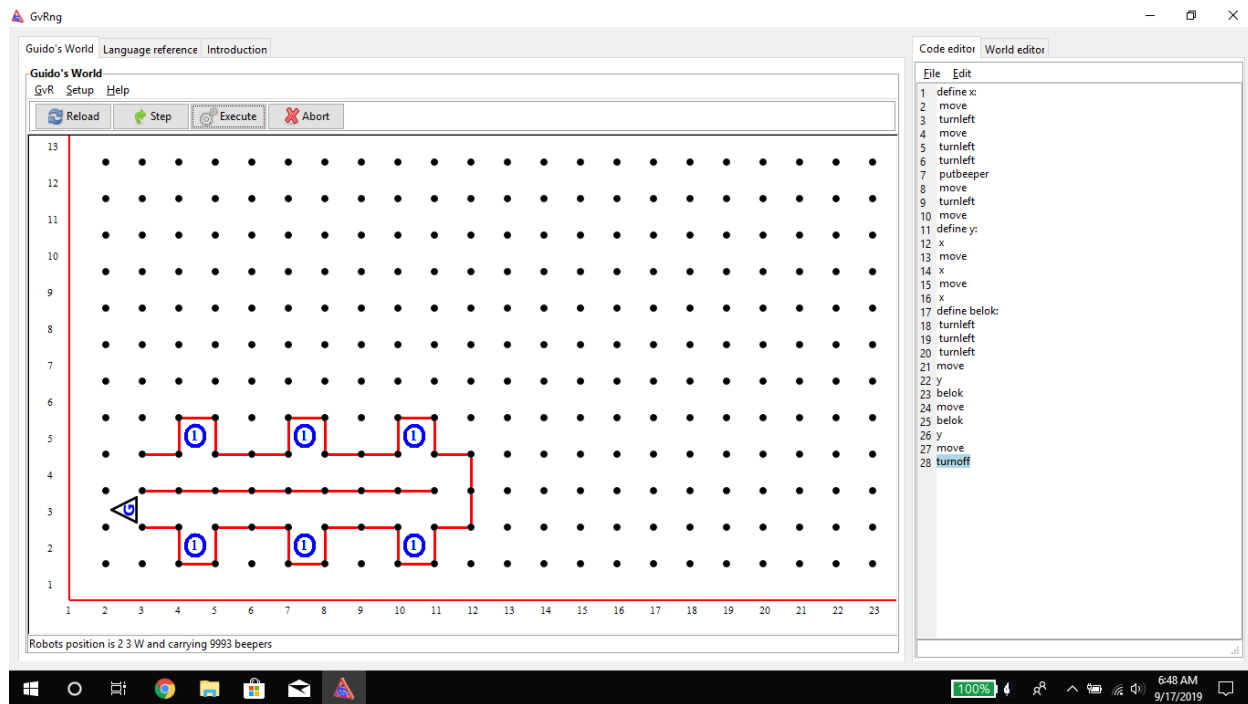 GvRng
Guido's World Language reference Introduction
Guido's World
GvR Setup Help
Reload Step Execute Abort
13
12
11
10
9
8
7
6
5
4
3
2
1
1 1 1
G
1 1 1
1 2 3 4 5 6 7 8 9 10 11 12 13 14 15 16 17 18 19 20 21 22 23
Robots position is 2 3 W and carrying 9993 beepers
Code editor World editor
File Edit
1 define x:
2 move
3 turnleft
4 move
5 turnleft
6 turnleft
7 putbeeper
8 move
9 turnleft
10 move
11 define y:
12 x
13 move
14 x
15 move
16 x
17 define belok:
18 turnleft
19 turnleft
20 turnleft
21 move
22 y
23 belok
24 move
25 belok
26 y
27 move
28 turnoff
100%
6:48 AM
9/17/2019